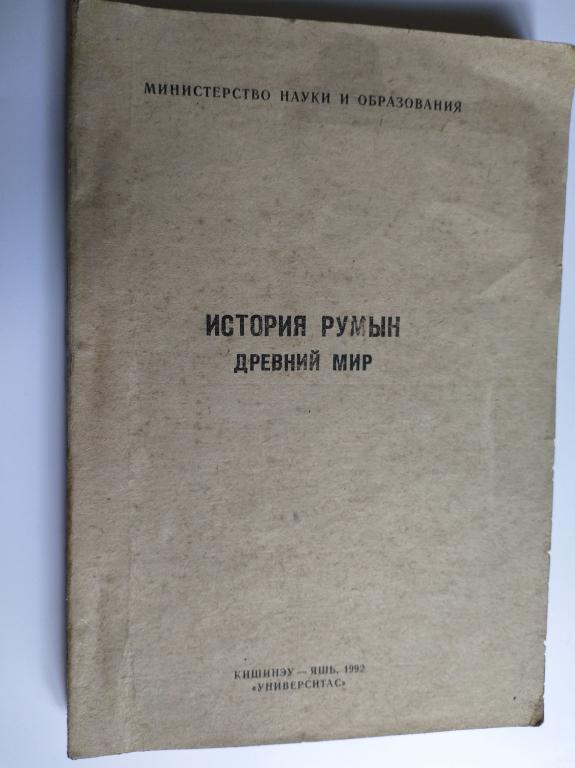 МИНИСТЕРСТВО НАУКИ И ОБРАЗОВАНИЯ
ИСТОРИЯ РУМЫН
ДРЕВНИЙ МИР
КИШИНЭУ — ЯШЬ, 1992
«УНИВЕРСИТАС»